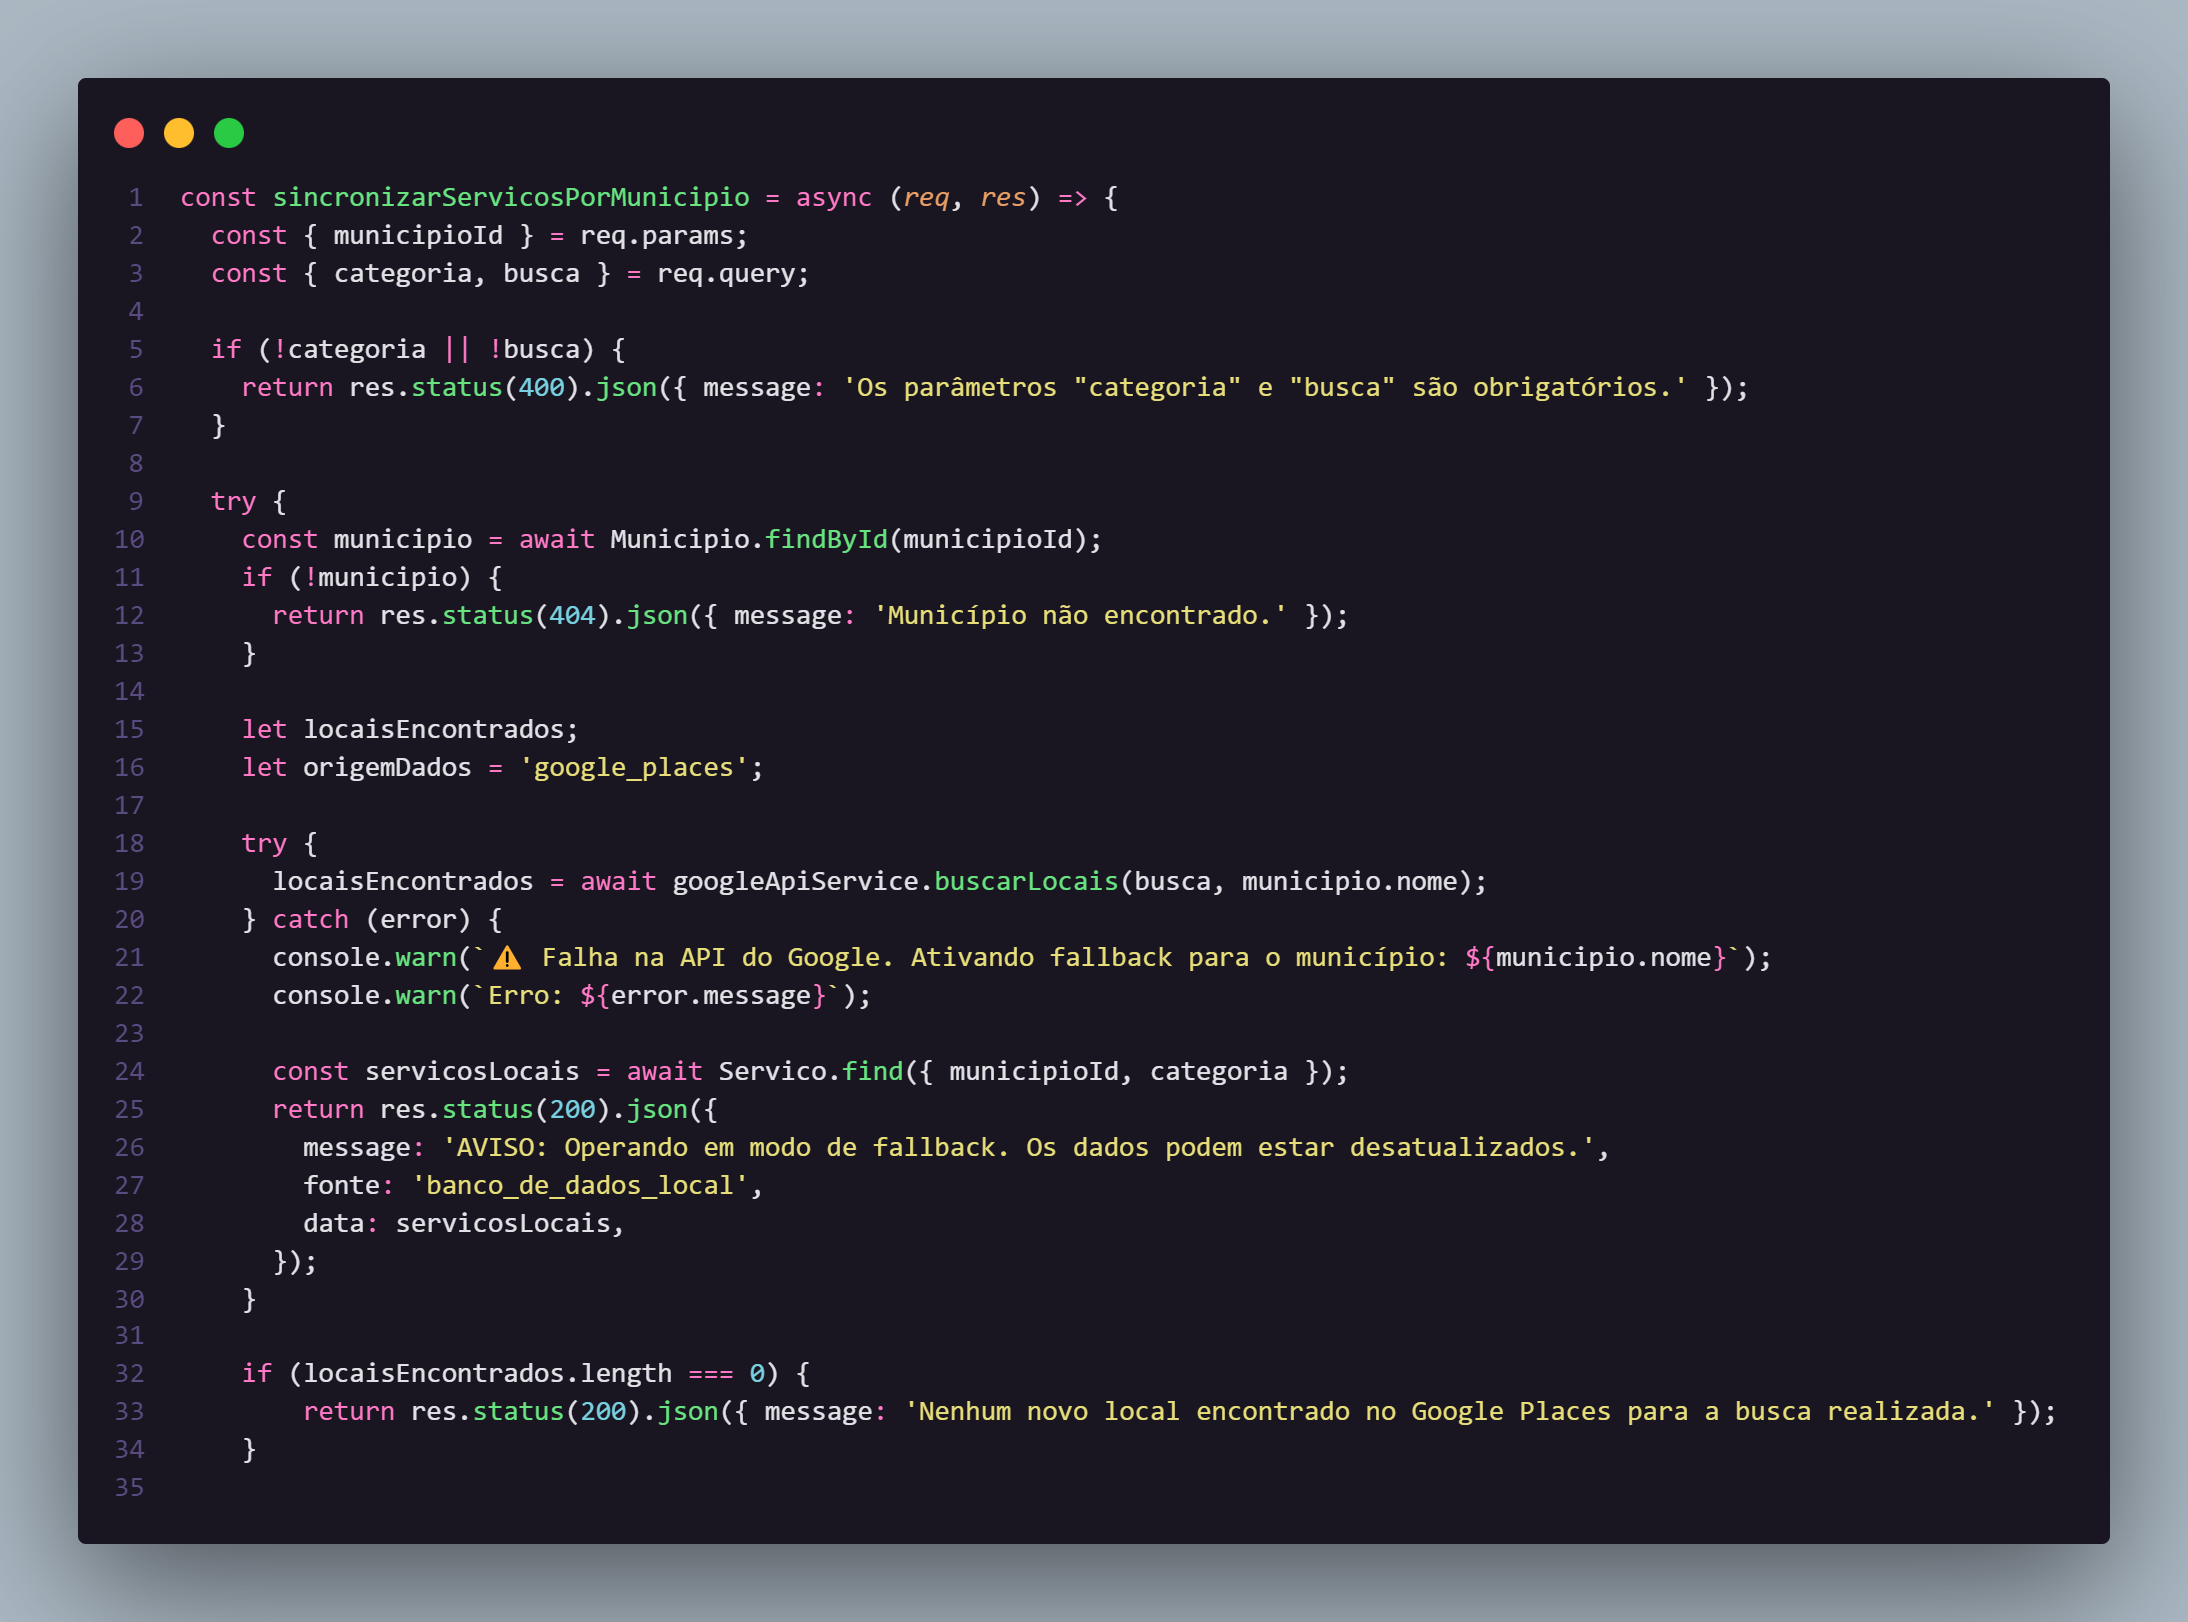 1 const sincronizarServicosPorMunicipio = async (req, res) => {
2   const { municipioId } = req.params;
3   const { categoria, busca } = req.query;
4
5   if (!categoria || !busca) {
6     return res.status(400).json({ message: 'Os parâmetros "categoria" e "busca" são obrigatórios.' });
7   }
8
9   try {
10     const municipio = await Municipio.findById(municipioId);
11     if (!municipio) {
12       return res.status(404).json({ message: 'Município não encontrado.' });
13     }
14
15     let locaisEncontrados;
16     let origemDados = 'google_places';
17
18     try {
19       locaisEncontrados = await googleApiService.buscarLocais(busca, municipio.nome);
20     } catch (error) {
21       console.warn(`⚠️ Falha na API do Google. Ativando fallback para o município: ${municipio.nome}`);
22       console.warn(`Erro: ${error.message}`);
23
24       const servicosLocais = await Servico.find({ municipioId, categoria });
25       return res.status(200).json({
26         message: 'AVISO: Operando em modo de fallback. Os dados podem estar desatualizados.',
27         fonte: 'banco_de_dados_local',
28         data: servicosLocais,
29       });
30     }
31
32     if (locaisEncontrados.length === 0) {
33         return res.status(200).json({ message: 'Nenhum novo local encontrado no Google Places para a busca realizada.' });
34     }
35